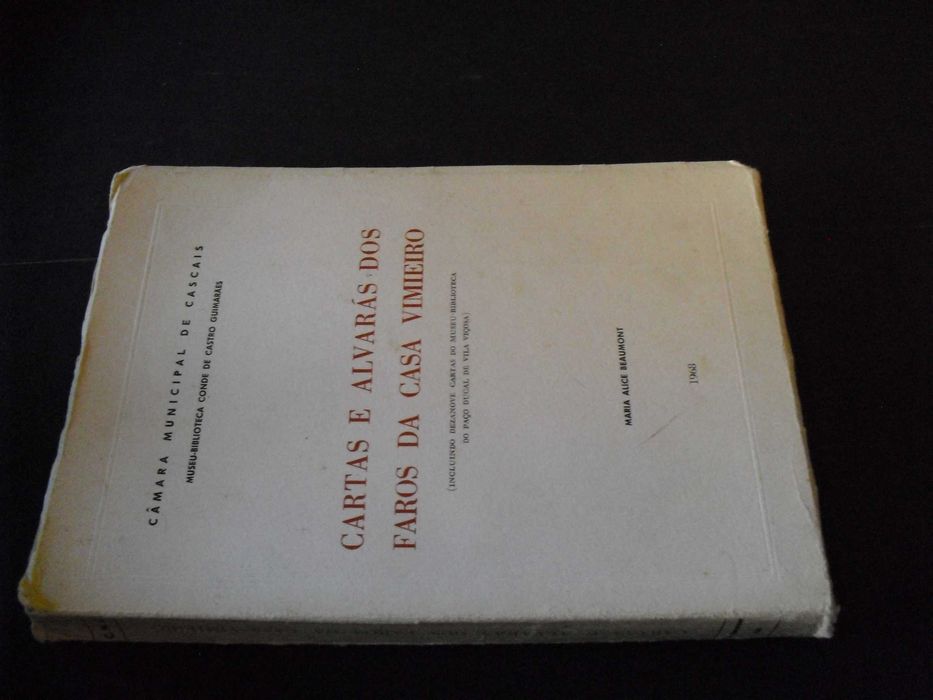 CÂMARA MUNICIPAL DE CASCAIS
MUSEU-BIBLIOTECA CONDE DE CASTRO GUIMARÃES
CARTAS E ALVARÁS DOS
FAROS DA CASA VIMIEIRO
(INCLUINDO DEZANOVE CARTAS DO MUSEU-BIBLIOTECA
DO PAÇO DUCAL DE VILA VIÇOSA)
MARIA ALICE BEAUMONT
1968